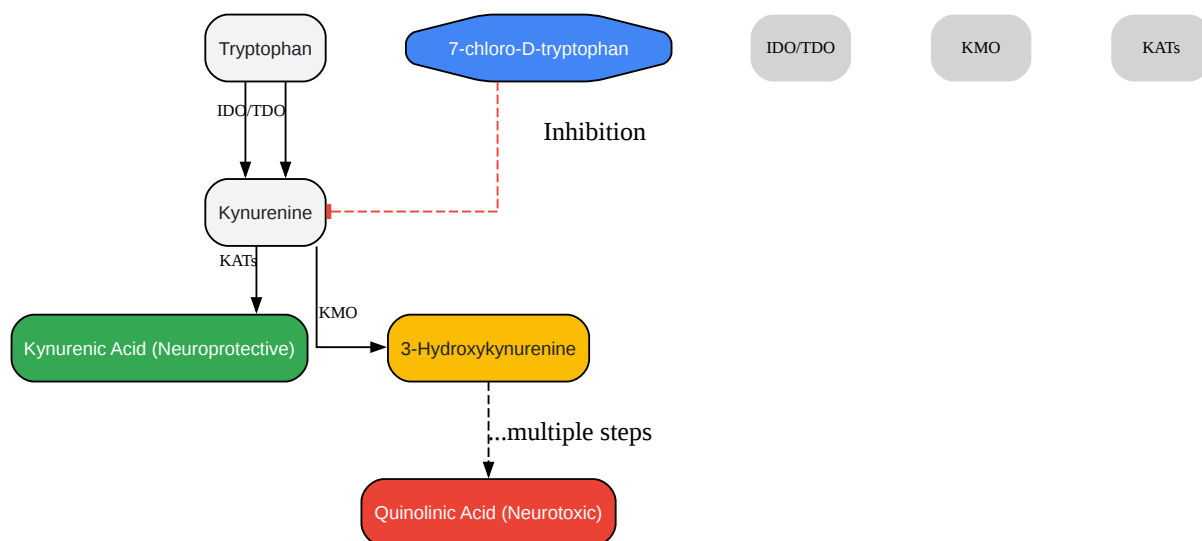 Tryptophan
7-chloro-D-tryptophan
IDO/TDO
KMO
KATs
IDO/TDO
Inhibition
Kynurenine
KATs
KMO
Kynurenic Acid (Neuroprotective)
3-Hydroxykynurenine
...multiple steps
Quinolinic Acid (Neurotoxic)